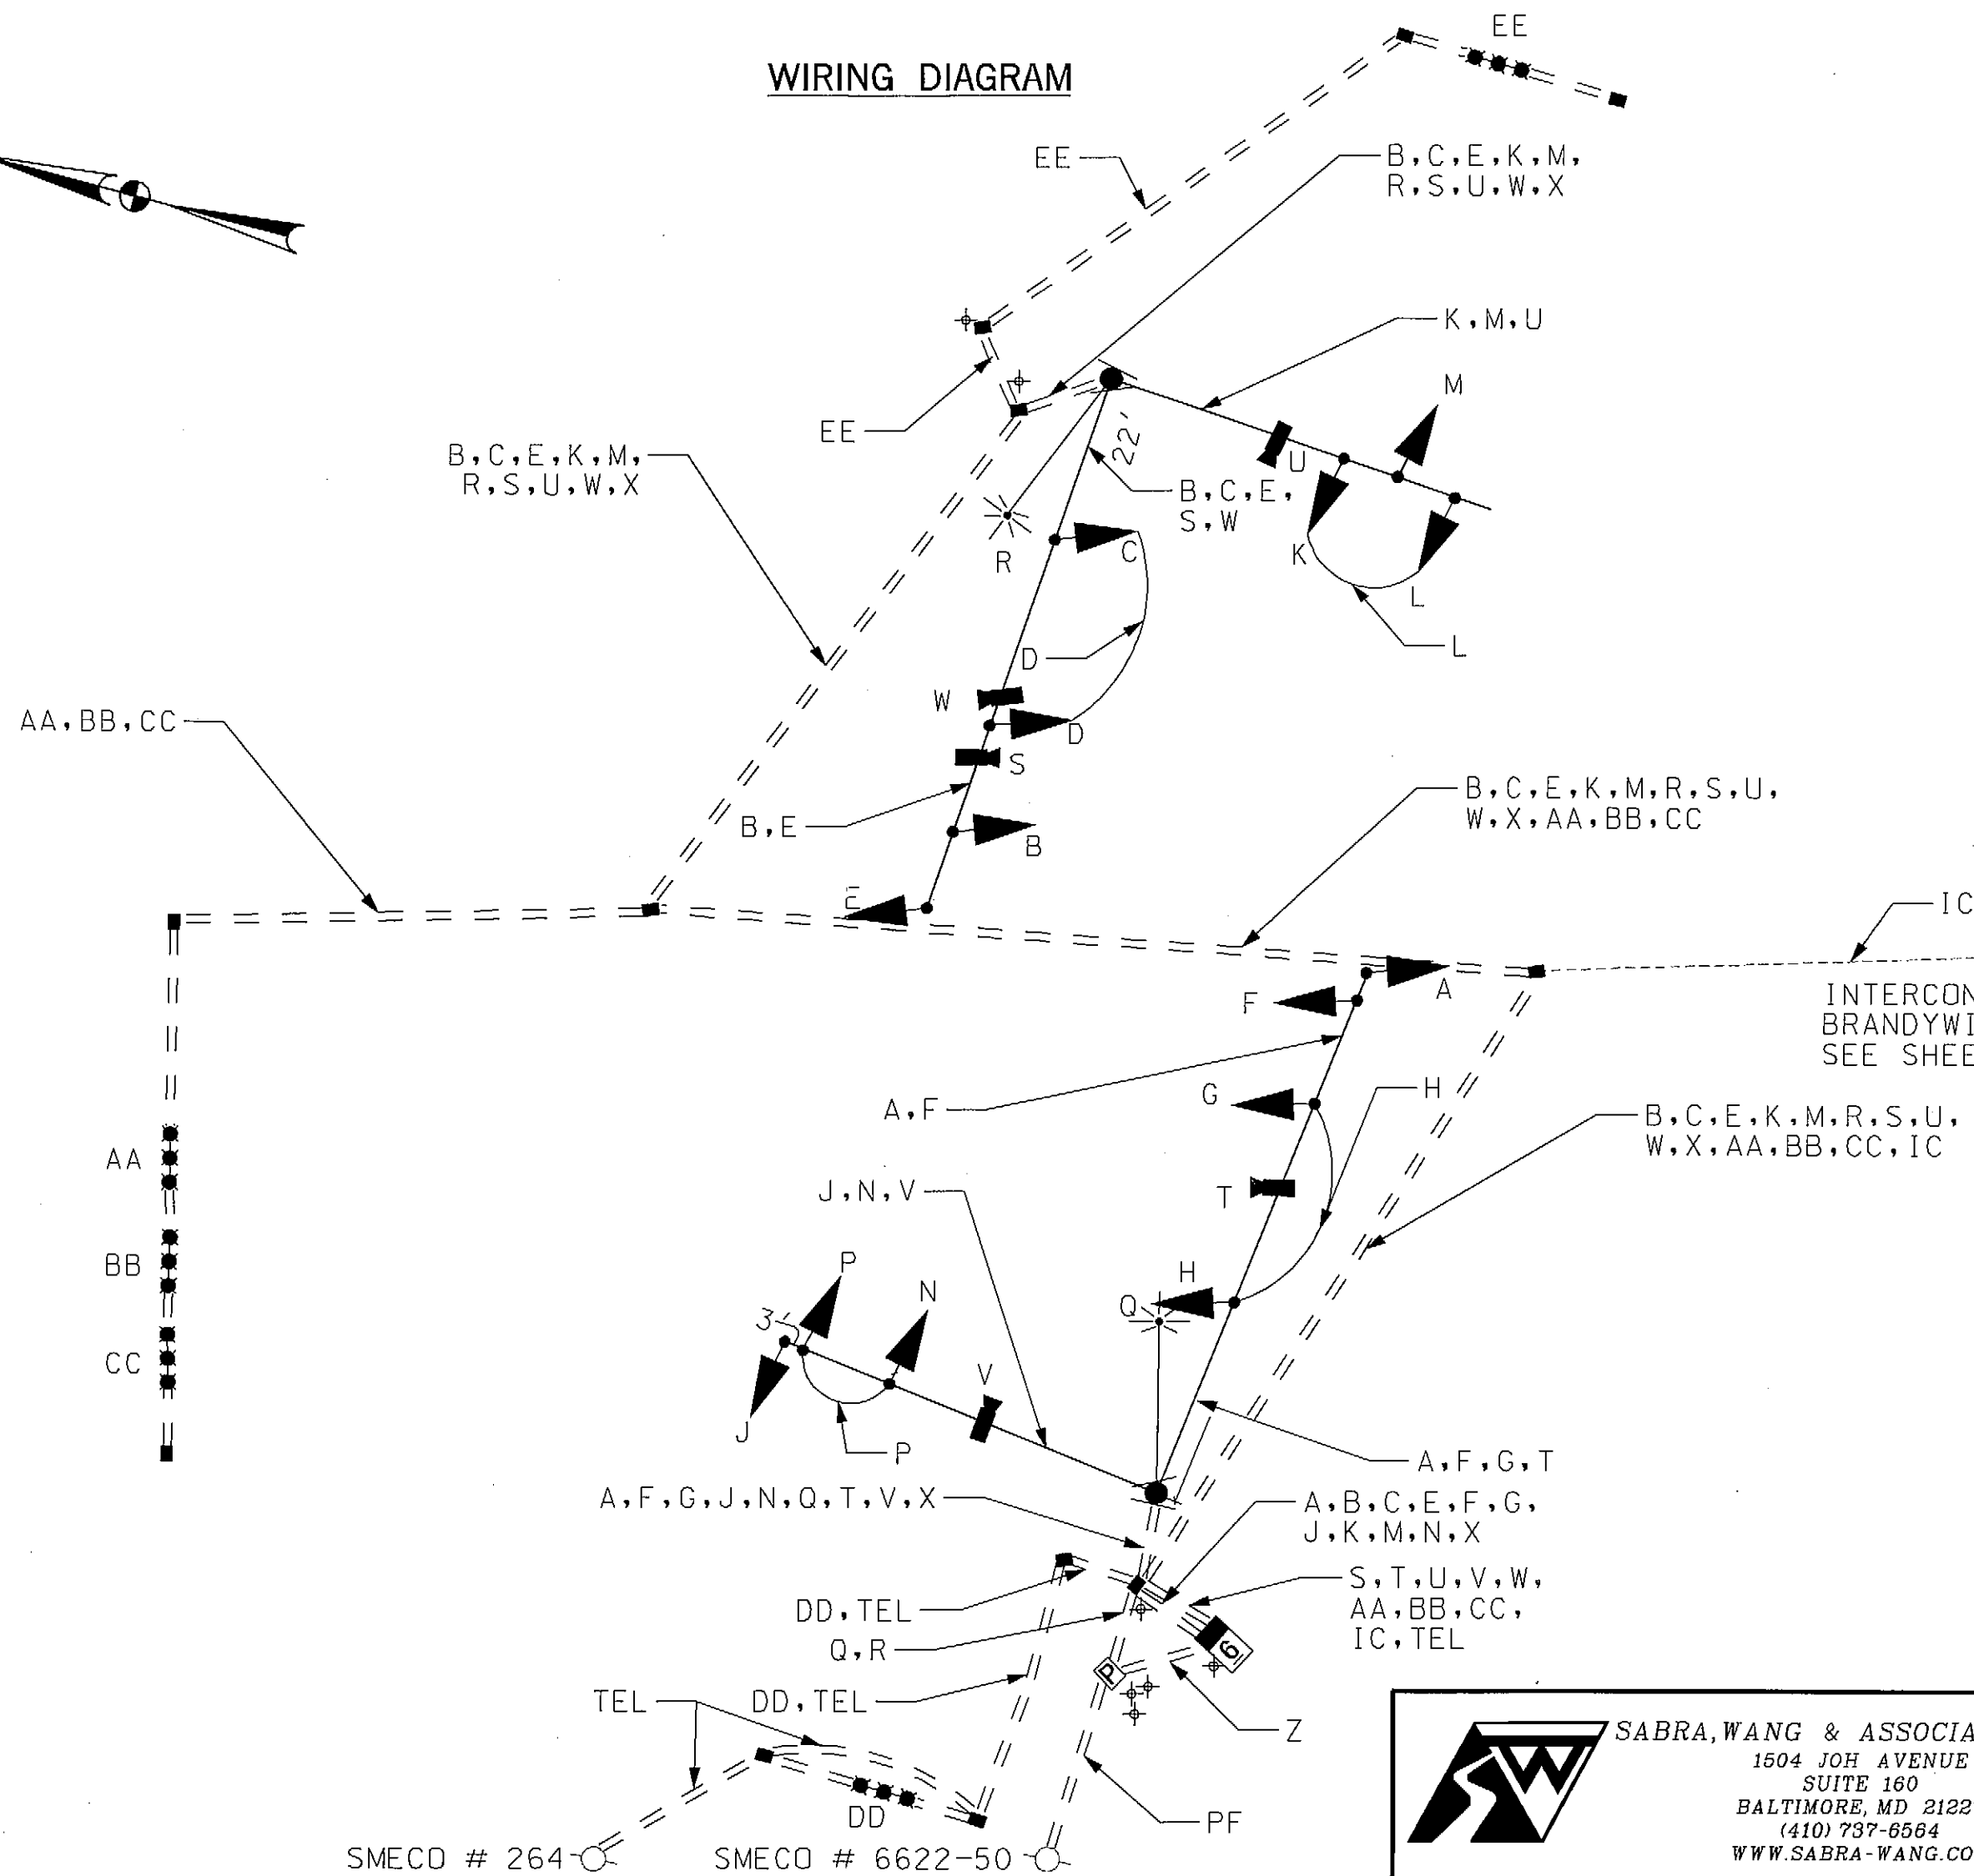 WIRING DIAGRAM
EE
EE
B,C,E,K,M,
R,S,U,W,X
K,M,U
M
EE
22'
U
B,C,E,K,M,
R,S,U,W,X
B,C,E,
S,W
R
C
K
L
D
L
W
D
AA,BB,CC
S
B,C,E,K,M,R,S,U,
W,X,AA,BB,CC
B,E
B
E
IC
A
F
INTERCON
BRANDYWI
SEE SHEE
G
H
A,F
B,C,E,K,M,R,S,U,
W,X,AA,BB,CC,IC
AA
J,N,V
T
BB
P
H
N
Q
3'
CC
V
J
P
A,F,G,T
A,F,G,J,N,Q,T,V,X
A,B,C,E,F,G,
J,K,M,N,X
S,T,U,V,W,
AA,BB,CC,
IC,TEL
DD,TEL
Q,R
6
P
TEL
DD,TEL
Z
DD
PF
SMECO # 264
SMECO # 6622-50
SABRA, WANG & ASSOCIA
1504 JOH AVENUE
SUITE 160
BALTIMORE, MD 2122
(410) 737-6564
WWW.SABRA-WANG.CO